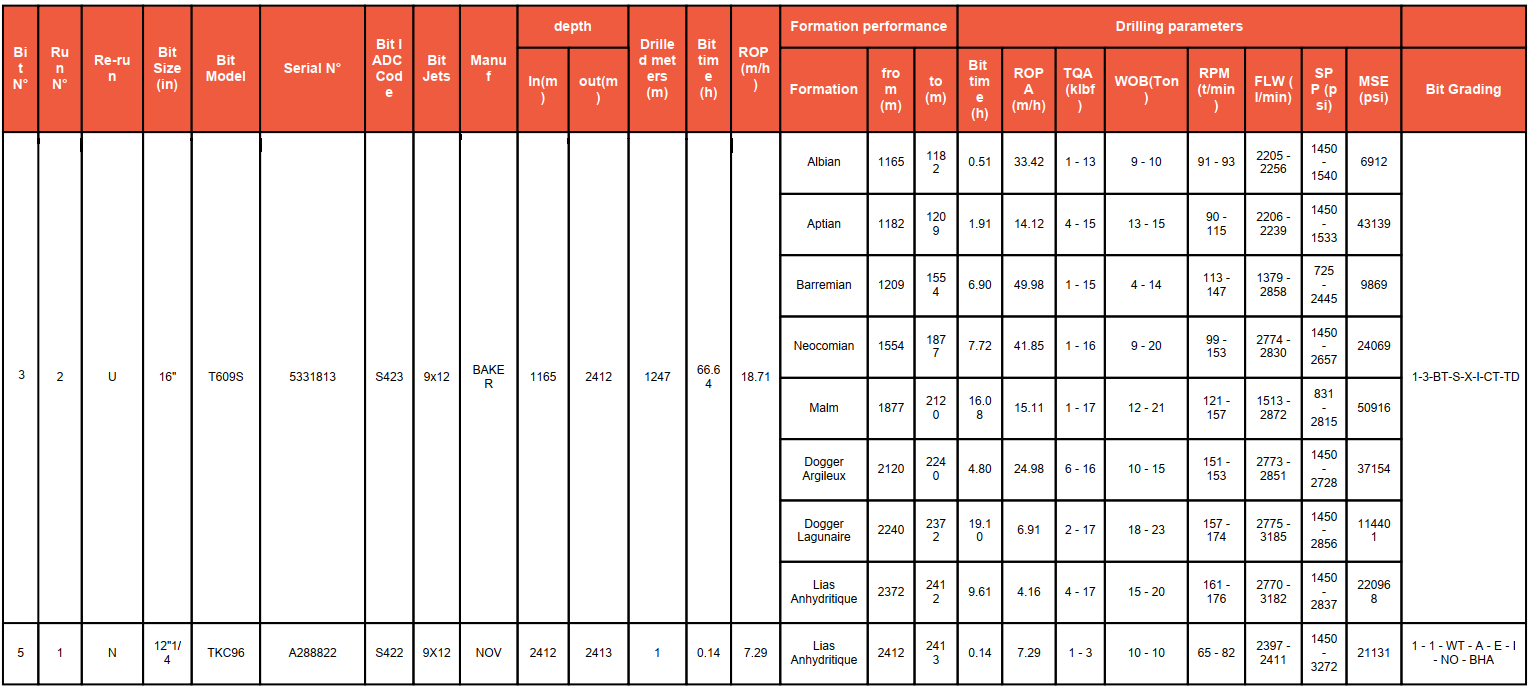 Bit N° | Run N° | Re-run | Bit Size (in) | Bit Model | Serial N° | Bit IADC Code | Bit Jets | Manuf | depth | Drilled meters (m) | Bit time (h) | ROP (m/h) | Formation performance | Drilling parameters
In(m) | out(m) | Formation | from (m) | to (m) | Bit time (h) | ROPA (m/h) | TQA (klbf) | WOB(Ton) | RPM (t/min) | FLW (l/min) | SPP (psi) | MSE (psi) | Bit Grading
3 | 2 | U | 16" | T609S | 5331813 | S423 | 9x12 | BAKER | 1165 | 2412 | 1247 | 66.64 | 18.71 | 1-3-BT-S-X-I-CT-TD
Albian | 1165 | 1182 | 0.51 | 33.42 | 1 - 13 | 9 - 10 | 91 - 93 | 2205 - 2256 | 1450 - 1540 | 6912
Aptian | 1182 | 1209 | 1.91 | 14.12 | 4 - 15 | 13 - 15 | 90 - 115 | 2206 - 2239 | 1450 - 1533 | 43139
Barremian | 1209 | 1554 | 6.90 | 49.98 | 1 - 15 | 4 - 14 | 113 - 147 | 1379 - 2858 | 725 - 2445 | 9869
Neocomian | 1554 | 1877 | 7.72 | 41.85 | 1 - 16 | 9 - 20 | 99 - 153 | 2774 - 2830 | 1450 - 2657 | 24069
Malm | 1877 | 2120 | 16.08 | 15.11 | 1 - 17 | 12 - 21 | 121 - 157 | 1513 - 2872 | 831 - 2815 | 50916
Dogger Argileux | 2120 | 2240 | 4.80 | 24.98 | 6 - 16 | 10 - 15 | 151 - 153 | 2773 - 2851 | 1450 - 2728 | 37154
Dogger Lagunaire | 2240 | 2372 | 19.10 | 6.91 | 2 - 17 | 18 - 23 | 157 - 174 | 2775 - 3185 | 1450 - 2856 | 114401
Lias Anhydritique | 2372 | 2412 | 9.61 | 4.16 | 4 - 17 | 15 - 20 | 161 - 176 | 2770 - 3182 | 1450 - 2837 | 220968
5 | 1 | N | 12"1/4 | TKC96 | A288822 | S422 | 9X12 | NOV | 2412 | 2413 | 1 | 0.14 | 7.29 | Lias Anhydritique | 2412 | 2413 | 0.14 | 7.29 | 1 - 3 | 10 - 10 | 65 - 82 | 2397 - 2411 | 1450 - 3272 | 21131 | 1 - 1 - WT - A - E - I - NO - BHA